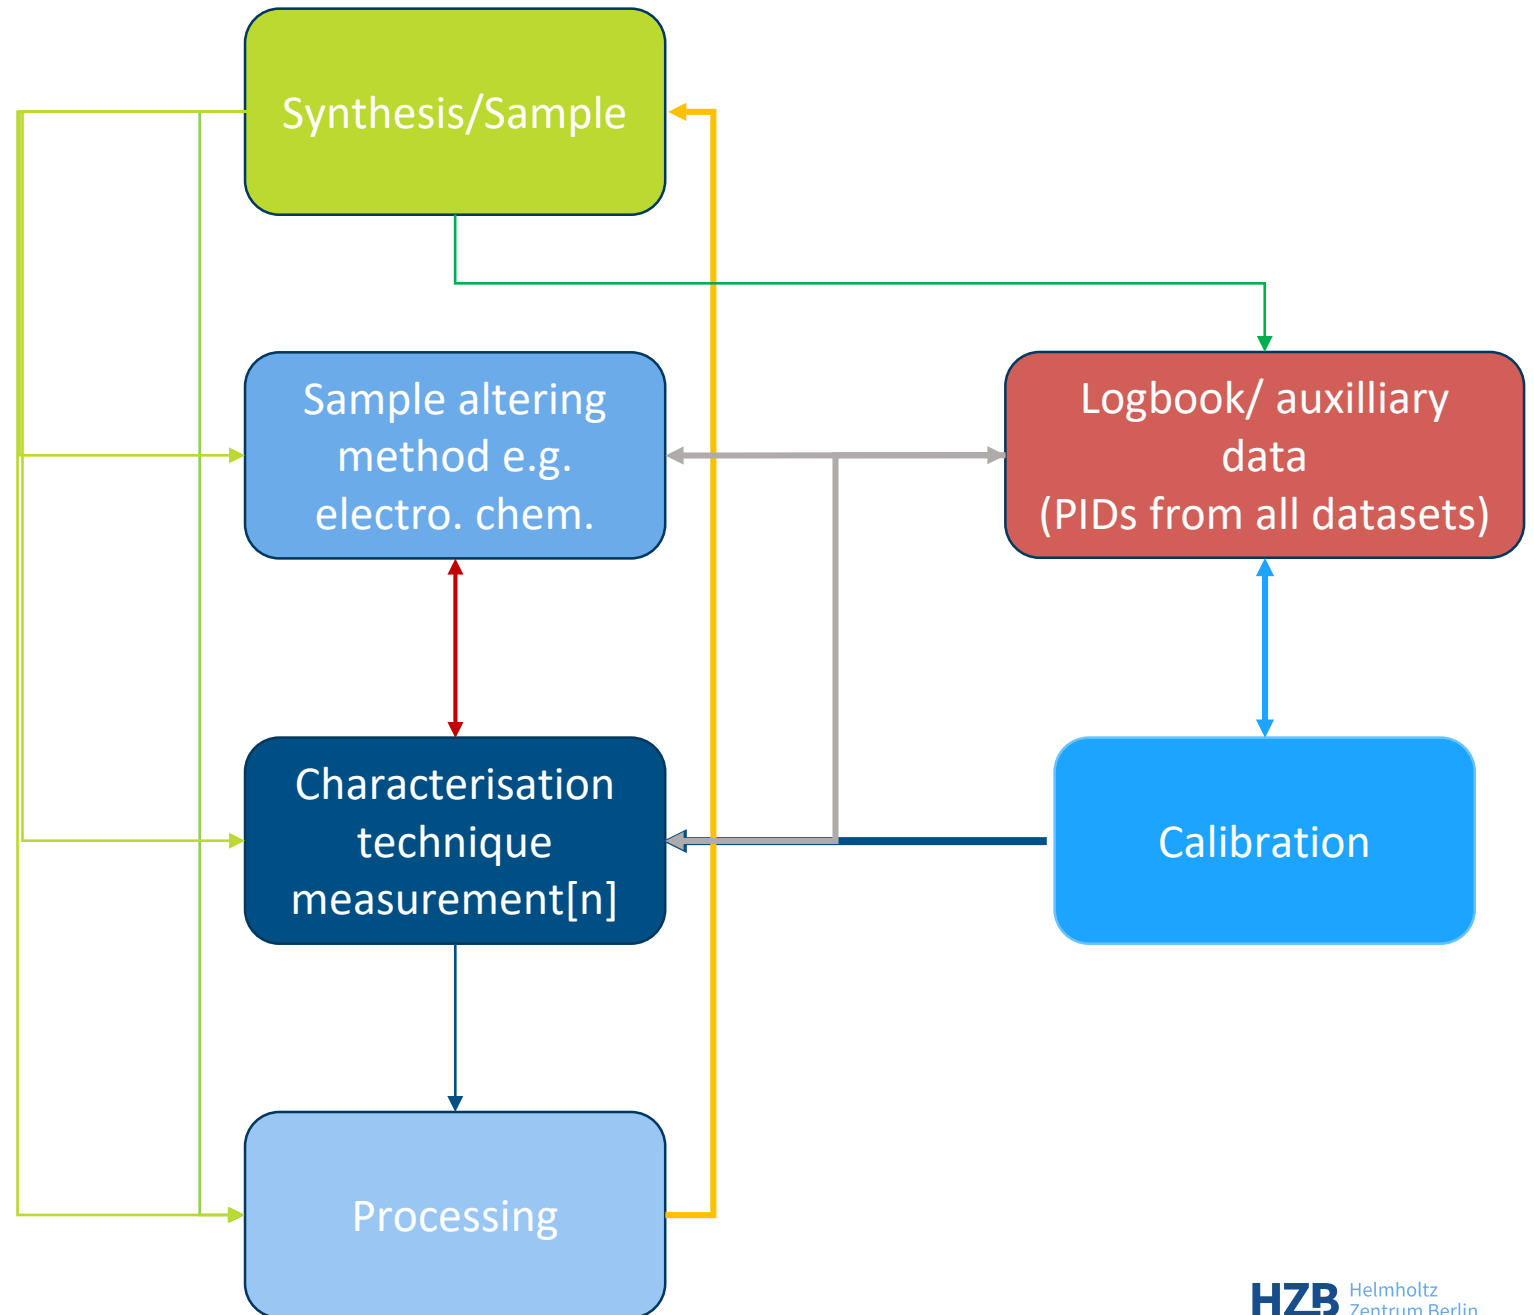 Synthesis/Sample
Sample altering
method e.g.
electro. chem.
Logbook/ auxilliary
data
(PIDs from all datasets)
Characterisation
technique
measurement[n]
Calibration
Processing
HZB Helmholtz
Zentrum Berlin